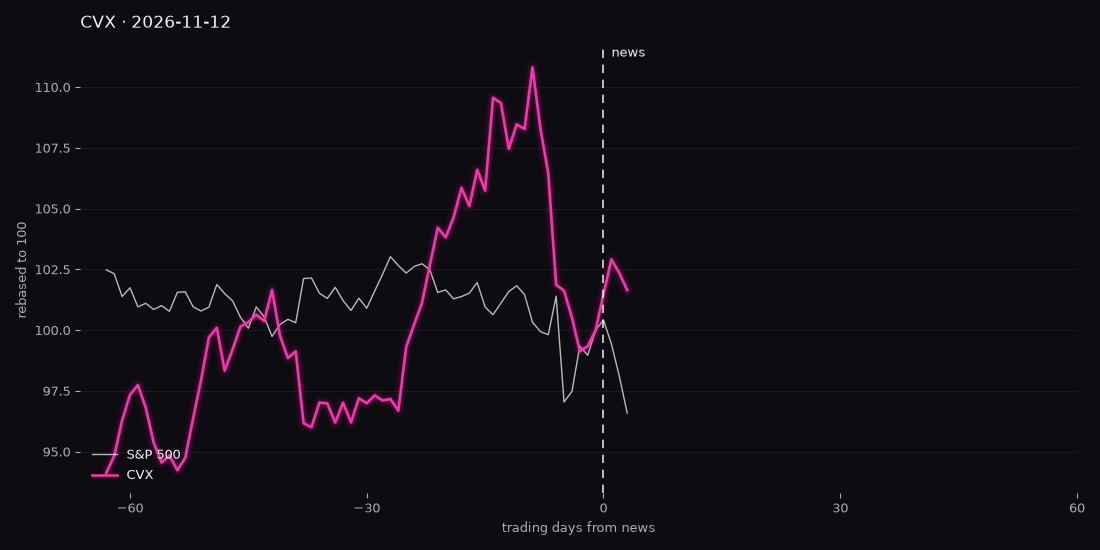 CVX · 2026-11-12
news
110.0
107.5
105.0
102.5
100.0
97.5
95.0
rebased to 100
S&P 500
CVX
−60
−30
0
30
60
trading days from news